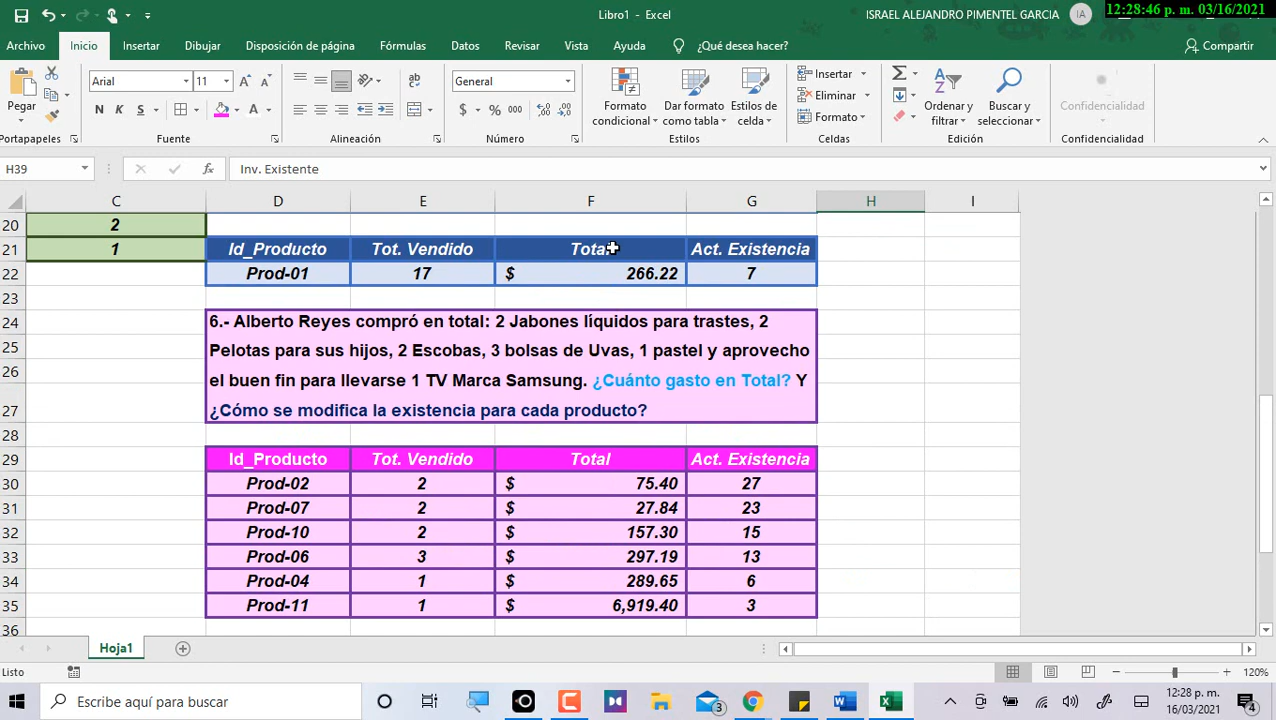 Libro1 - Excel
ISRAEL ALEJANDRO PIMENTEL GARCIA
IA
12:28:46 p. m. 03/16/2021
Archivo Inicio Insertar Dibujar Disposición de página Fórmulas Datos Revisar Vista Ayuda ¿Qué desea hacer? Compartir
Pegar
Portapapeles
Arial 11
N K S
Fuente
Alineación
General
$ % 000
Número
Formato condicional
Dar formato como tabla
Estilos de celda
Estilos
Insertar
Eliminar
Formato
Celdas
Ordenar y filtrar
Buscar y seleccionar
Edición
Confidencialidad
Confidencialidad
H39 fx Inv. Existente
C D E F G H I
20 2
21 1 Id_Producto Tot. Vendido Total Act. Existencia
22 Prod-01 17 $ 266.22 7
23
24 6.- Alberto Reyes compró en total: 2 Jabones líquidos para trastes, 2
25 Pelotas para sus hijos, 2 Escobas, 3 bolsas de Uvas, 1 pastel y aprovecho
26 el buen fin para llevarse 1 TV Marca Samsung. ¿Cuánto gasto en Total? Y
27 ¿Cómo se modifica la existencia para cada producto?
28
29 Id_Producto Tot. Vendido Total Act. Existencia
30 Prod-02 2 $ 75.40 27
31 Prod-07 2 $ 27.84 23
32 Prod-10 2 $ 157.30 15
33 Prod-06 3 $ 297.19 13
34 Prod-04 1 $ 289.65 6
35 Prod-11 1 $ 6,919.40 3
36
Hoja1
Listo
120%
Escribe aquí para buscar
3
12:28 p. m.
16/03/2021
4